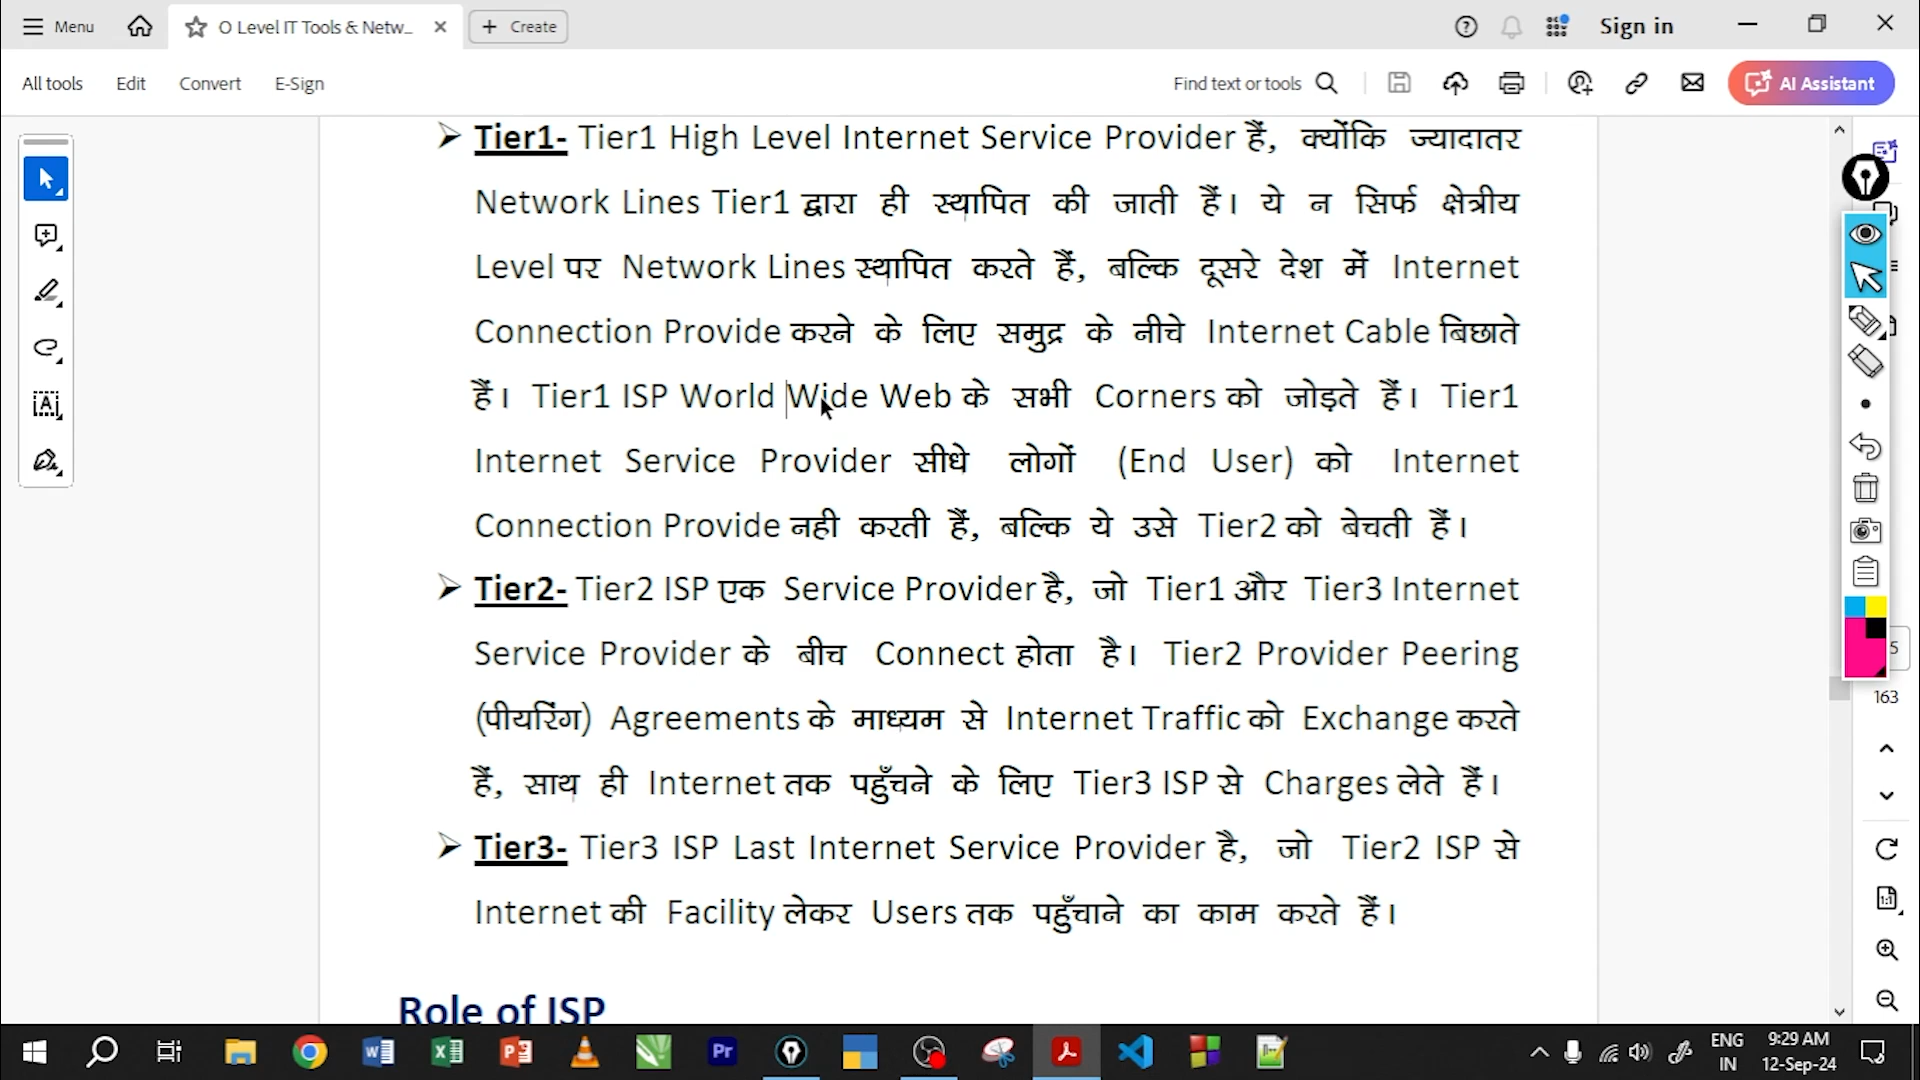 Menu
O Level IT Tools & Netw...
Create
Sign in
All tools
Edit
Convert
E-Sign
Find text or tools
AI Assistant
➢ Tier1- Tier1 High Level Internet Service Provider हैं, क्योंकि ज्यादातर
Network Lines Tier1 द्वारा ही स्थापित की जाती हैं। ये न सिर्फ क्षेत्रीय
Level पर Network Lines स्थापित करते हैं, बल्कि दूसरे देश में Internet
Connection Provide करने के लिए समुद्र के नीचे Internet Cable बिछाते
हैं। Tier1 ISP World Wide Web के सभी Corners को जोड़ते हैं। Tier1
Internet Service Provider सीधे लोगों (End User) को Internet
Connection Provide नही करती हैं, बल्कि ये उसे Tier2 को बेचती हैं।
➢ Tier2- Tier2 ISP एक Service Provider है, जो Tier1 और Tier3 Internet
Service Provider के बीच Connect होता है। Tier2 Provider Peering
(पीयरिंग) Agreements के माध्यम से Internet Traffic को Exchange करते
हैं, साथ ही Internet तक पहुँचने के लिए Tier3 ISP से Charges लेते हैं।
➢ Tier3- Tier3 ISP Last Internet Service Provider है, जो Tier2 ISP से
Internet की Facility लेकर Users तक पहुँचाने का काम करते हैं।
Role of ISP
5
163
ENG
IN
9:29 AM
12-Sep-24